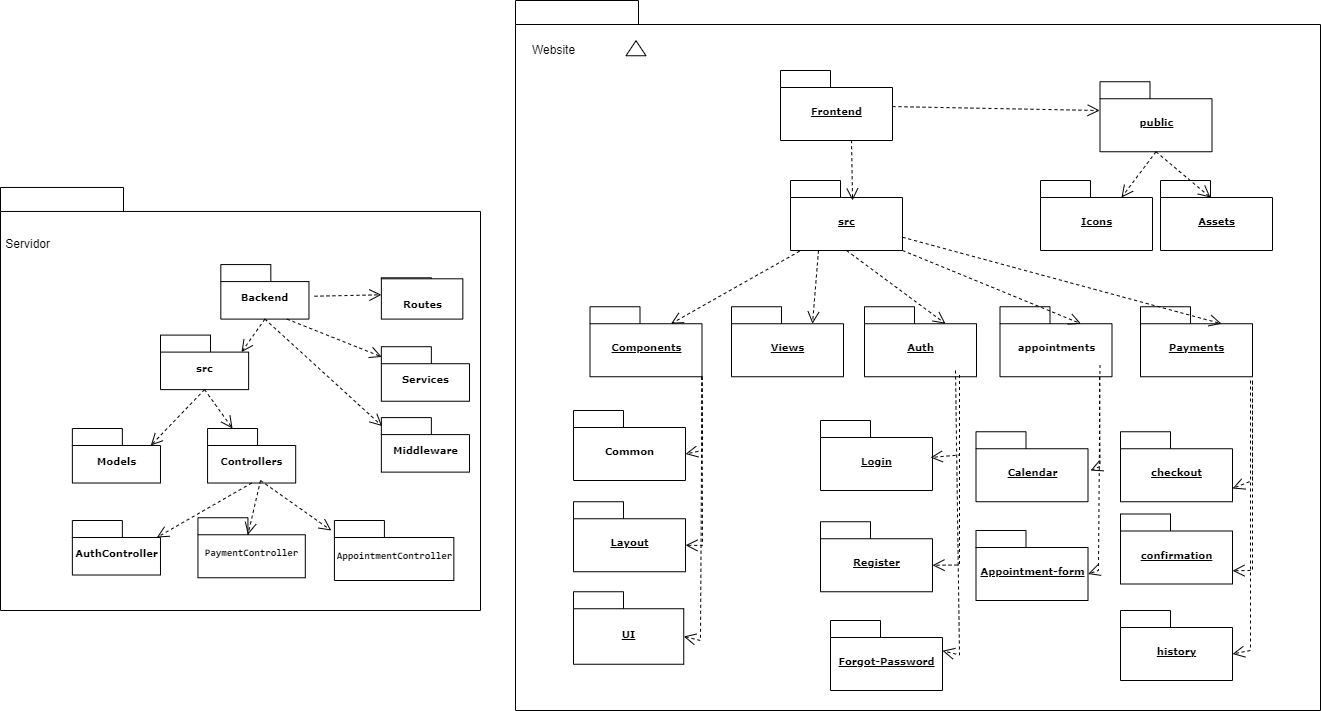 Website
Frontend
public
src
Icons
Assets
Components
Views
Auth
appointments
Payments
Common
Layout
UI
Login
Register
Forgot-Password
Calendar
Appointment-form
checkout
confirmation
history
Servidor
Backend
Routes
src
Services
Middleware
Models
Controllers
AuthController
PaymentController
AppointmentController